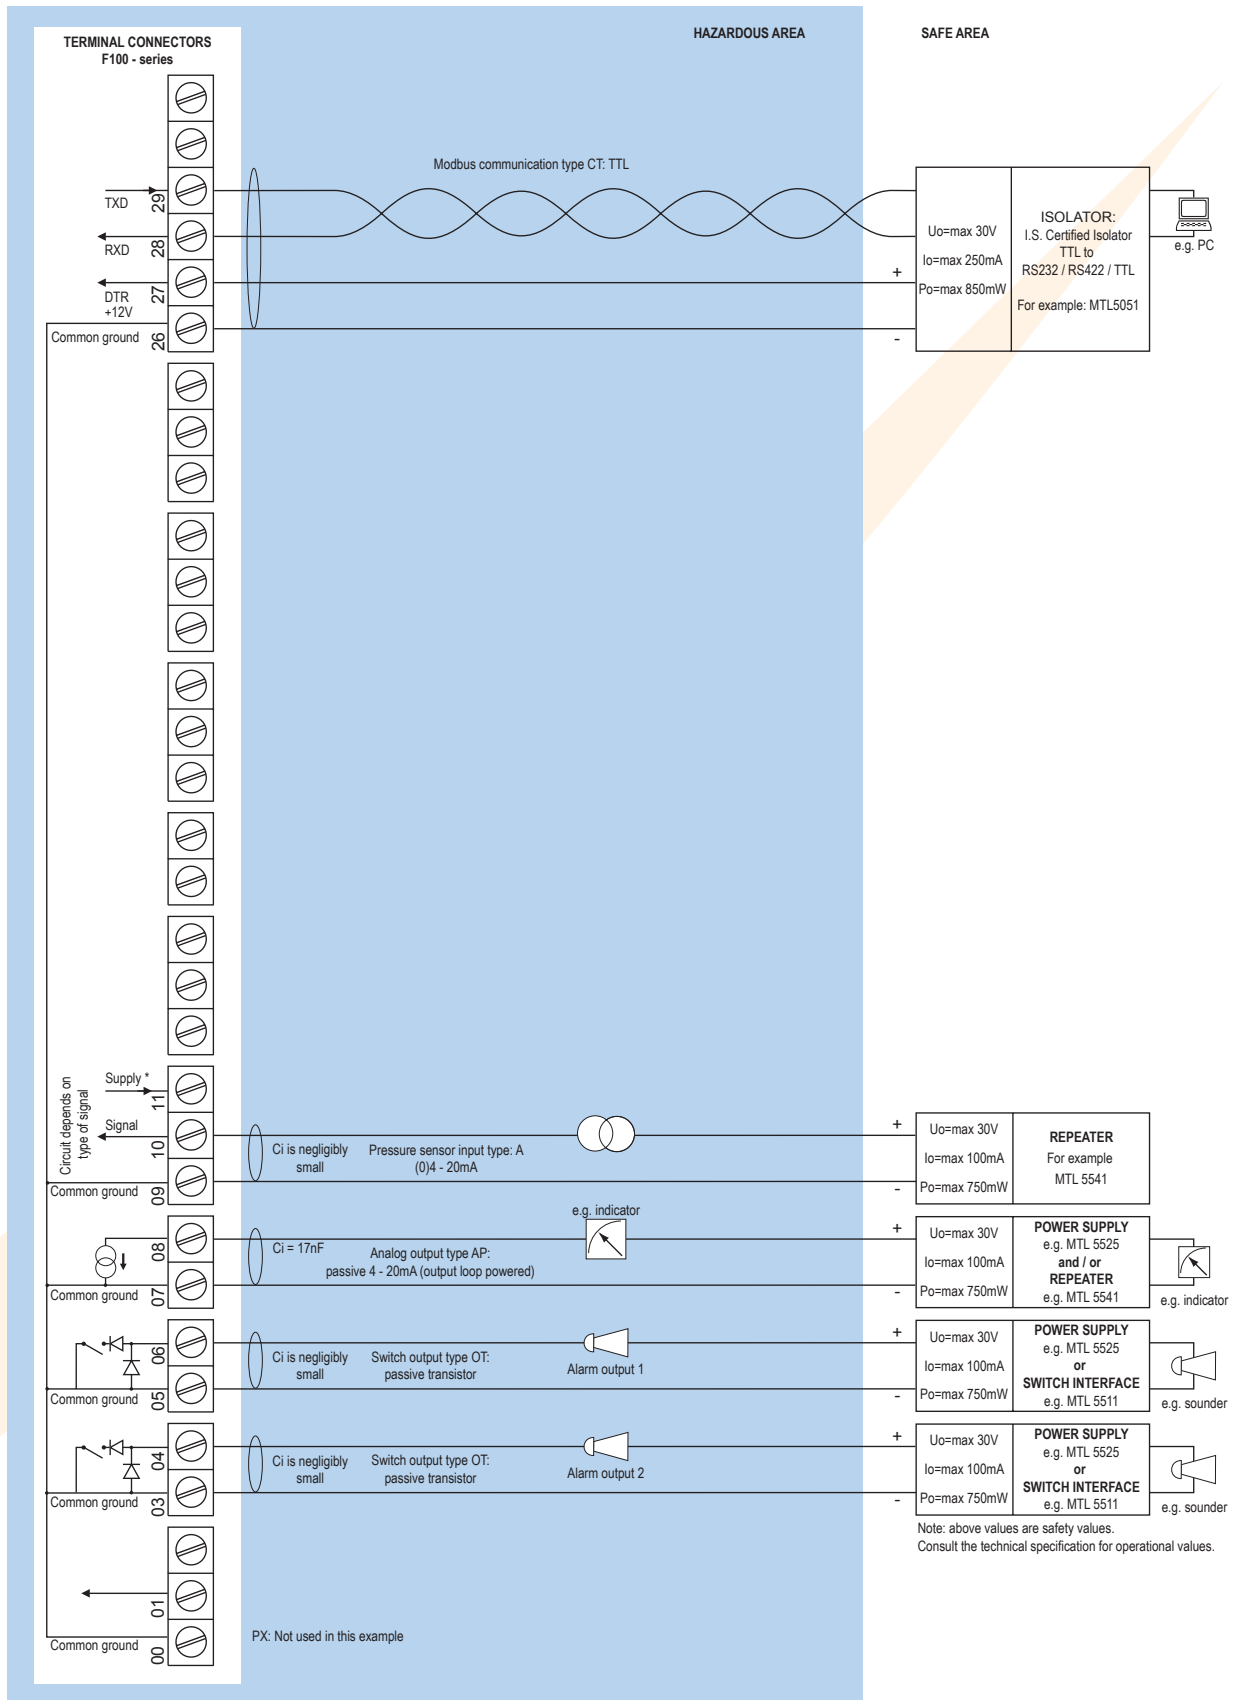 HAZARDOUS AREA
SAFE AREA
TERMINAL CONNECTORS
F100 - series
Modbus communication type CT: TTL
TXD
29
RXD
28
DTR
+12V
27
Common ground
26
+
-
Uo=max 30V
Io=max 250mA
Po=max 850mW
ISOLATOR:
I.S. Certified Isolator
TTL to
RS232 / RS422 / TTL
For example: MTL5051
e.g. PC
Circuit depends on
type of signal
Supply *
11
Signal
10
Common ground
09
Ci is negligibly
small
Pressure sensor input type: A
(0)4 - 20mA
+
-
Uo=max 30V
Io=max 100mA
Po=max 750mW
REPEATER
For example
MTL 5541
08
Common ground
07
Ci = 17nF
Analog output type AP:
passive 4 - 20mA (output loop powered)
e.g. indicator
+
-
Uo=max 30V
Io=max 100mA
Po=max 750mW
POWER SUPPLY
e.g. MTL 5525
and / or
REPEATER
e.g. MTL 5541
e.g. indicator
06
Common ground
05
Ci is negligibly
small
Switch output type OT:
passive transistor
Alarm output 1
+
-
Uo=max 30V
Io=max 100mA
Po=max 750mW
POWER SUPPLY
e.g. MTL 5525
or
SWITCH INTERFACE
e.g. MTL 5511
e.g. sounder
04
Common ground
03
Ci is negligibly
small
Switch output type OT:
passive transistor
Alarm output 2
+
-
Uo=max 30V
Io=max 100mA
Po=max 750mW
POWER SUPPLY
e.g. MTL 5525
or
SWITCH INTERFACE
e.g. MTL 5511
e.g. sounder
Note: above values are safety values.
Consult the technical specification for operational values.
01
Common ground
00
PX: Not used in this example